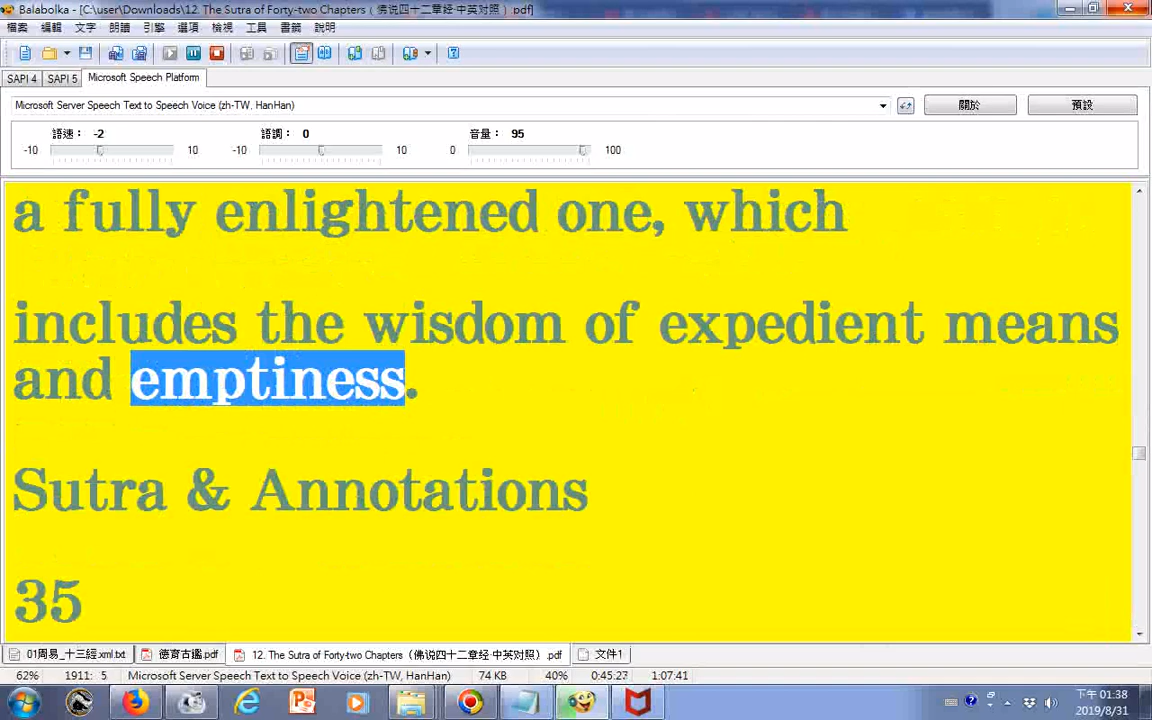 Balabolka - [C:\user\Downloads\12. The Sutra of Forty-two Chapters（佛说四十二章经·中英对照）.pdf]
檔案 編輯 文字 朗讀 引擎 選項 檢視 工具 書籤 說明
SAPI 4 SAPI 5 Microsoft Speech Platform
Microsoft Server Speech Text to Speech Voice (zh-TW, HanHan) 關於 預設
語速： -2 語調： 0 音量： 95
-10 10 -10 10 0 100
a fully enlightened one, which
includes the wisdom of expedient means
and emptiness.
Sutra & Annotations
35
01周易_十三經.xml.txt 德育古鑑.pdf 12. The Sutra of Forty-two Chapters（佛说四十二章经·中英对照）.pdf 文件1
62% 1911: 5 Microsoft Server Speech Text to Speech Voice (zh-TW, HanHan) 74 KB 40% 0:45:23 1:07:41
下午 01:38
2019/8/31